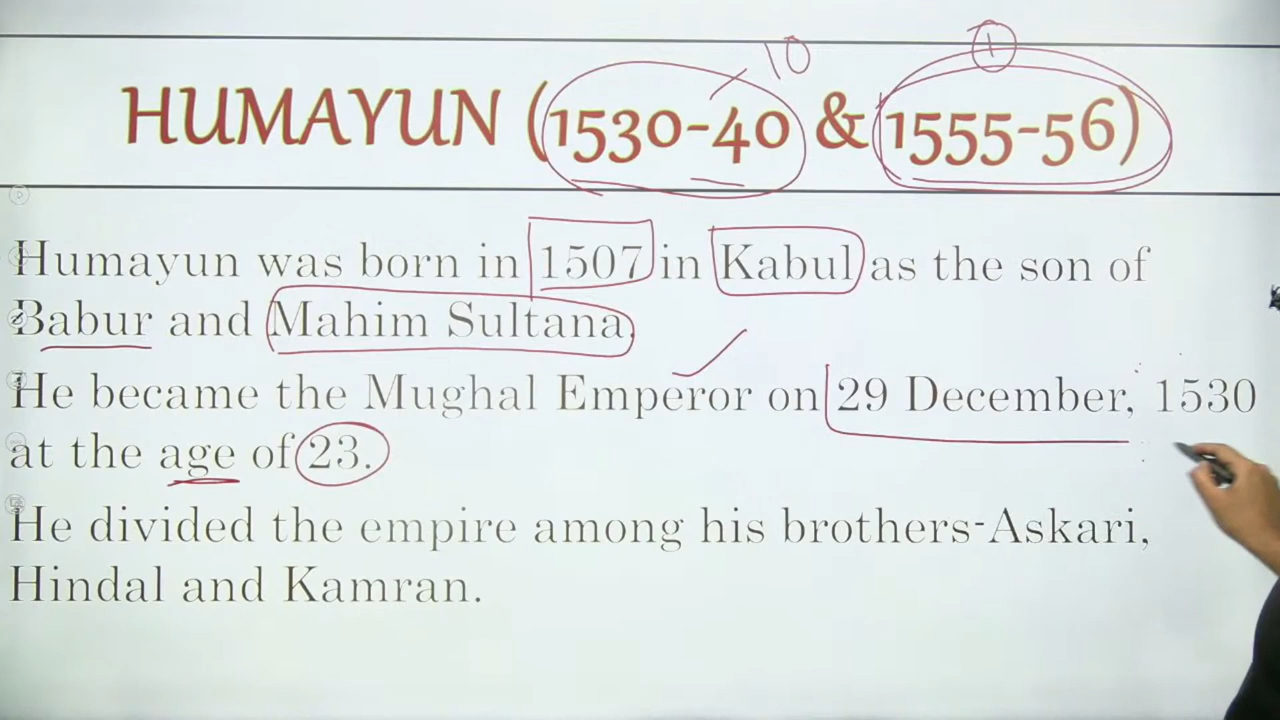 10
1
HUMAYUN (1530-40 & 1555-56)
Humayun was born in 1507 in Kabul as the son of
Babur and Mahim Sultana.
He became the Mughal Emperor on 29 December, 1530
at the age of 23.
He divided the empire among his brothers-Askari,
Hindal and Kamran.